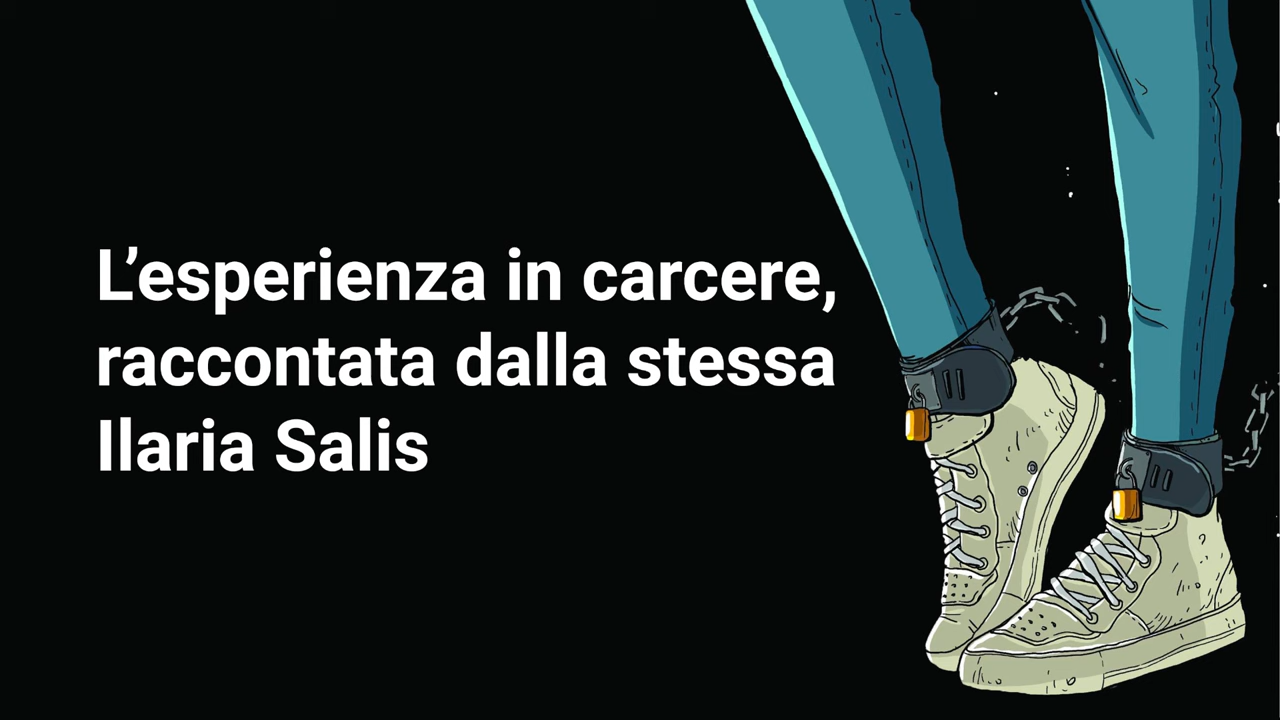 L’esperienza in carcere,
raccontata dalla stessa
Ilaria Salis